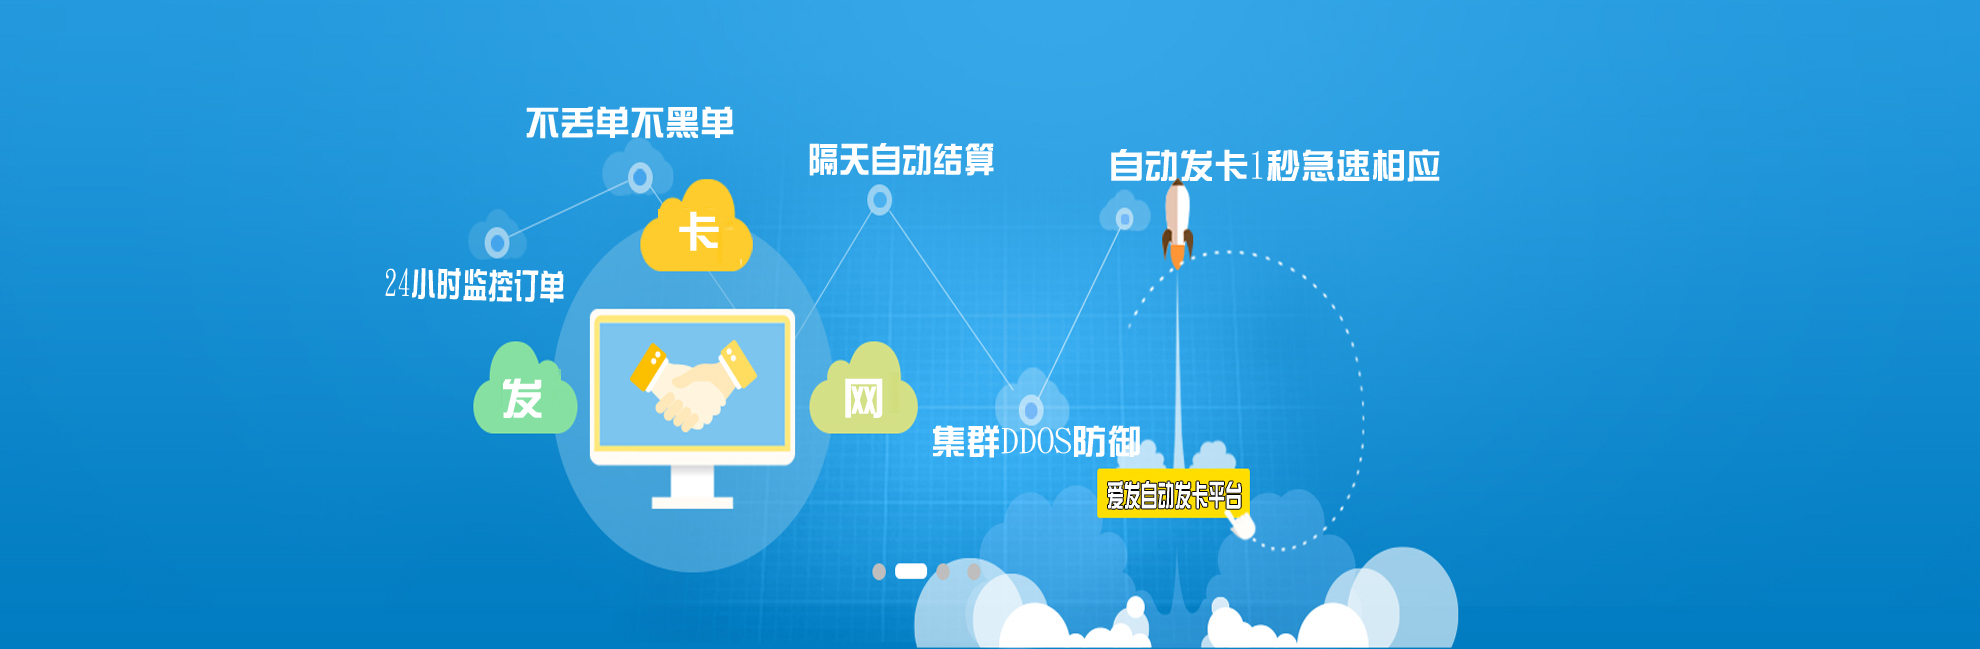 不丢单不黑单
隔天自动结算
自动发卡1秒急速相应
卡
24小时监控订单
发
网
集群DDOS防御
爱发自动发卡平台